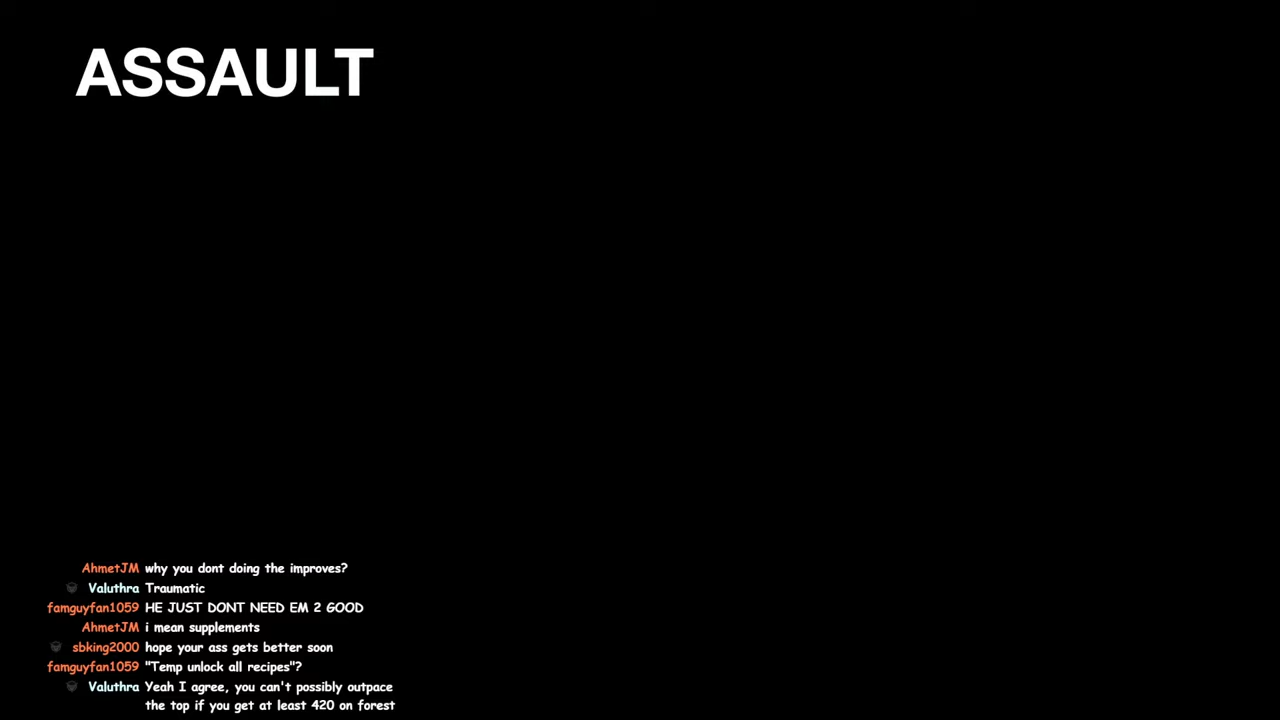 ASSAULT
AhmetJM why you dont doing the improves?
Valuthra Traumatic
famguyfan1059 HE JUST DONT NEED EM 2 GOOD
AhmetJM i mean supplements
sbking2000 hope your ass gets better soon
famguyfan1059 "Temp unlock all recipes"?
Valuthra Yeah I agree, you can't possibly outpace
the top if you get at least 420 on forest